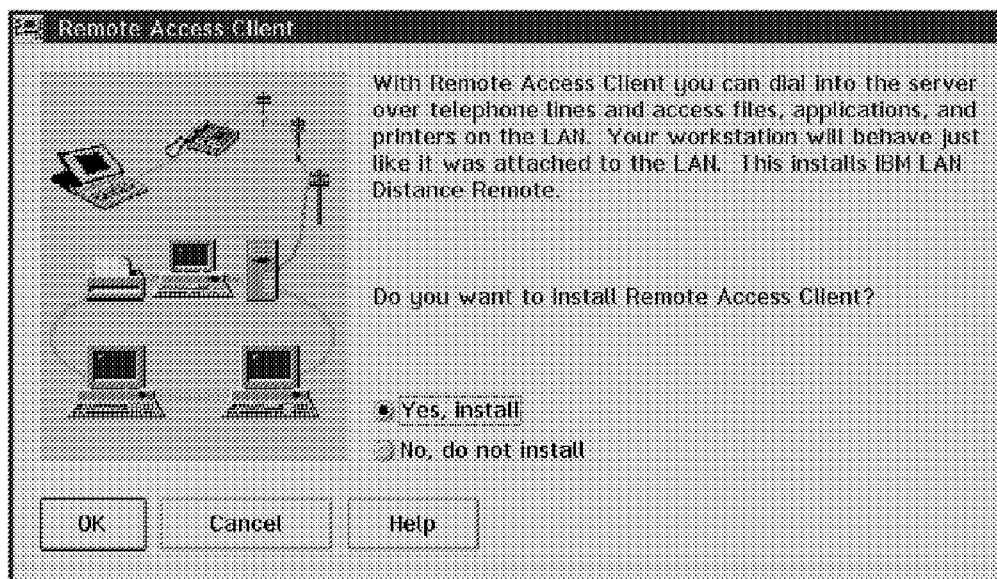 Remote Access Client
With Remote Access Client you can dial into the server
over telephone lines and access files, applications, and
printers on the LAN. Your workstation will behave just
like it was attached to the LAN. This installs IBM LAN
Distance Remote.
Do you want to install Remote Access Client?
Yes, install
No, do not install
OK Cancel Help